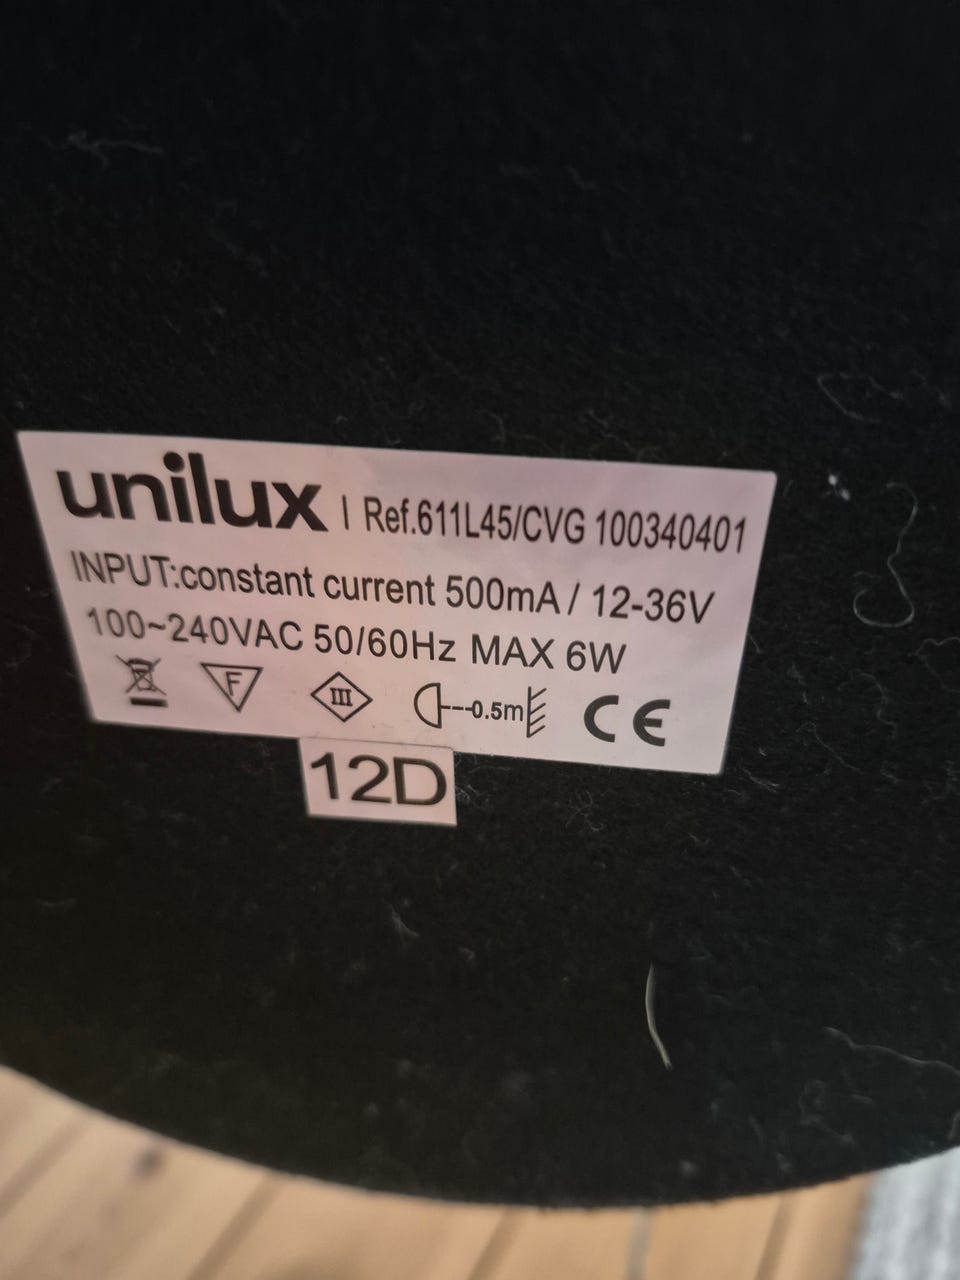 unilux | Ref.611L45/CVG 100340401
INPUT:constant current 500mA / 12-36V
100~240VAC 50/60Hz MAX 6W
F III 0.5m CE
12D